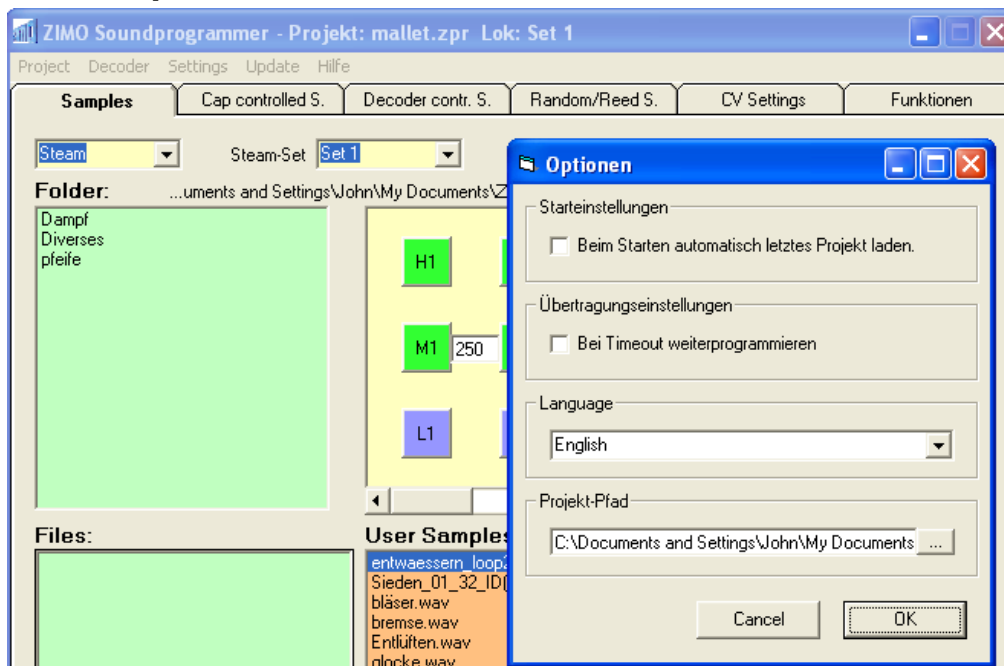 ZIMO Soundprogrammer - Projekt: mallet.zpr Lok: Set 1
Project Decoder Settings Update Hilfe
Samples Cap controlled S. Decoder contr. S. Random/Reed S. CV Settings Funktionen
Steam Steam-Set Set 1
Folder: ...uments and Settings\John\My Documents\Z
Dampf
Diverses
pfeife
H1
M1 250
L1
Files:
User Samples
entwaessern_loop2
Sieden_01_32_ID(
bläser.wav
bremse.wav
Entlüften.wav
glocke.wav
Optionen
Starteinstellungen
Beim Starten automatisch letztes Projekt laden.
Übertragungseinstellungen
Bei Timeout weiterprogrammieren
Language
English
Projekt-Pfad
C:\Documents and Settings\John\My Documents ...
Cancel OK